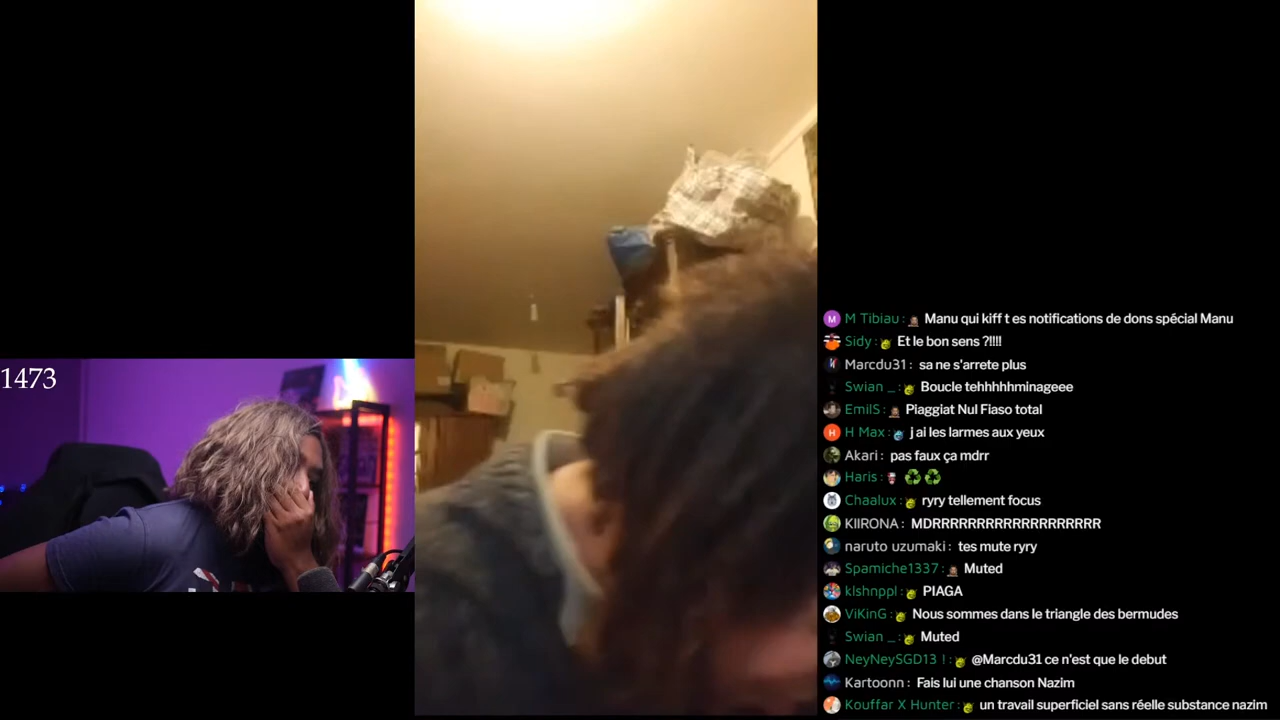 1473
M Tibiau : Manu qui kiff t es notifications de dons spécial Manu
Sidy : Et le bon sens ?!!!!
Marcdu31 : sa ne s'arrete plus
Swian _ : Boucle tehhhhhminageee
EmilS : Piaggiat Nul Fiaso total
H Max : j ai les larmes aux yeux
Akari : pas faux ça mdrr
Haris :
Chaalux : ryry tellement focus
KIIRONA : MDRRRRRRRRRRRRRRRRRRR
naruto uzumaki : tes mute ryry
Spamiche1337 : Muted
klshnppl : PIAGA
ViKinG : Nous sommes dans le triangle des bermudes
Swian _ : Muted
NeyNeySGD13 ! : @Marcdu31 ce n'est que le debut
Kartoonn : Fais lui une chanson Nazim
Kouffar X Hunter : un travail superficiel sans réelle substance nazim